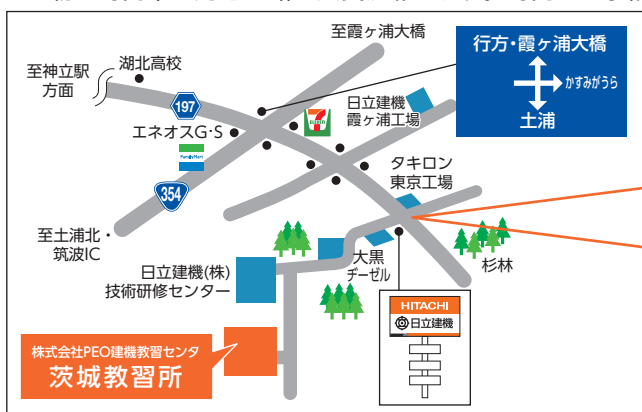 至霞ヶ浦大橋
行方・霞ヶ浦大橋
かすみがうら
土浦
湖北高校
至神立駅
方面
197
日立建機
霞ヶ浦工場
7
ELEVEn
エネオスG・S
FamilyMart
354
タキロン
東京工場
至土浦北・
筑波IC
大黒
ヂーゼル
杉林
日立建機(株)
技術研修センター
HITACHI
日立建機
株式会社PEO建機教習センタ
茨城教習所